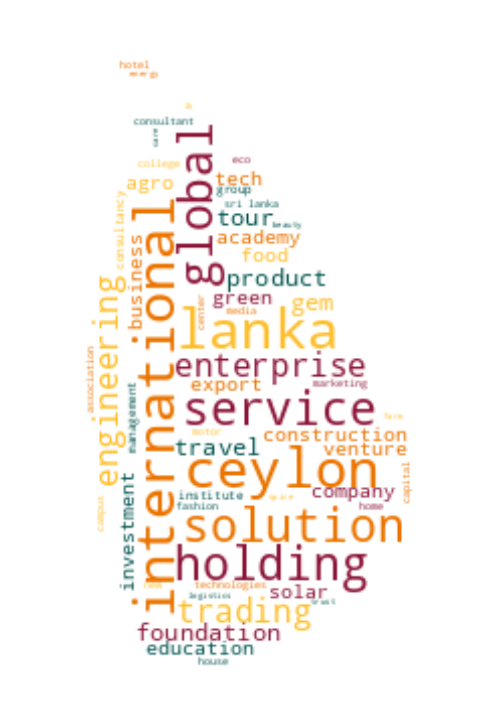 hotel
energy
consultant
care
global
college
eco
agro
tech
group
consultancy
international
sri lanka
tour
beauty
business
academy
food
product
engineering
green
gem
center
media
lanka
enterprise
association
export
marketing
management
service
farm
motor
construction
travel
venture
ceylon
capital
investment
institute
space
company
campus
fashion
home
solution
holding
new
technologies
solar
logistics
trust
trading
foundation
education
house